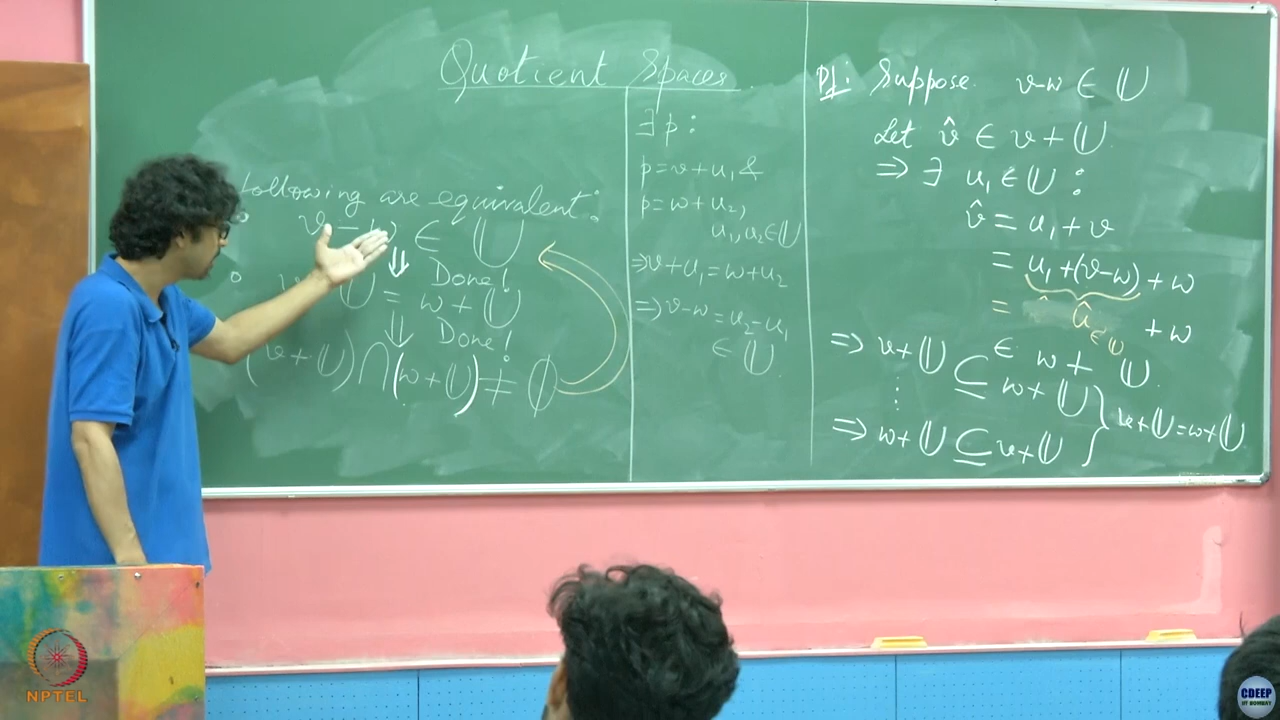 Quotient Spaces
following are equivalent:
∘ v - w ∈ 𝕌
⇓ Done!
∘ 𝕌 = w + 𝕌
⇓ Done!
(v + 𝕌) ⋂ (w + 𝕌) ≠ ∅
∃ p :
p = v + u₁ &
p = w + u₂,
u₁, u₂ ∈ 𝕌
⇒ v + u₁ = w + u₂
⇒ v - w = u₂ - u₁
∈ 𝕌
Pf: Suppose v-w ∈ 𝕌
Let v̂ ∈ v + 𝕌
⇒ ∃ u₁ ∈ 𝕌 :
v̂ = u₁ + v
= u₁ + (v-w) + w
= û ∈ 𝕌 + w
∈ w + 𝕌.
⇒ v + 𝕌 ⊆ w + 𝕌
⋮
⇒ w + 𝕌 ⊆ v + 𝕌 } v + 𝕌 = w + 𝕌
NPTEL
CDEEP
IIT BOMBAY